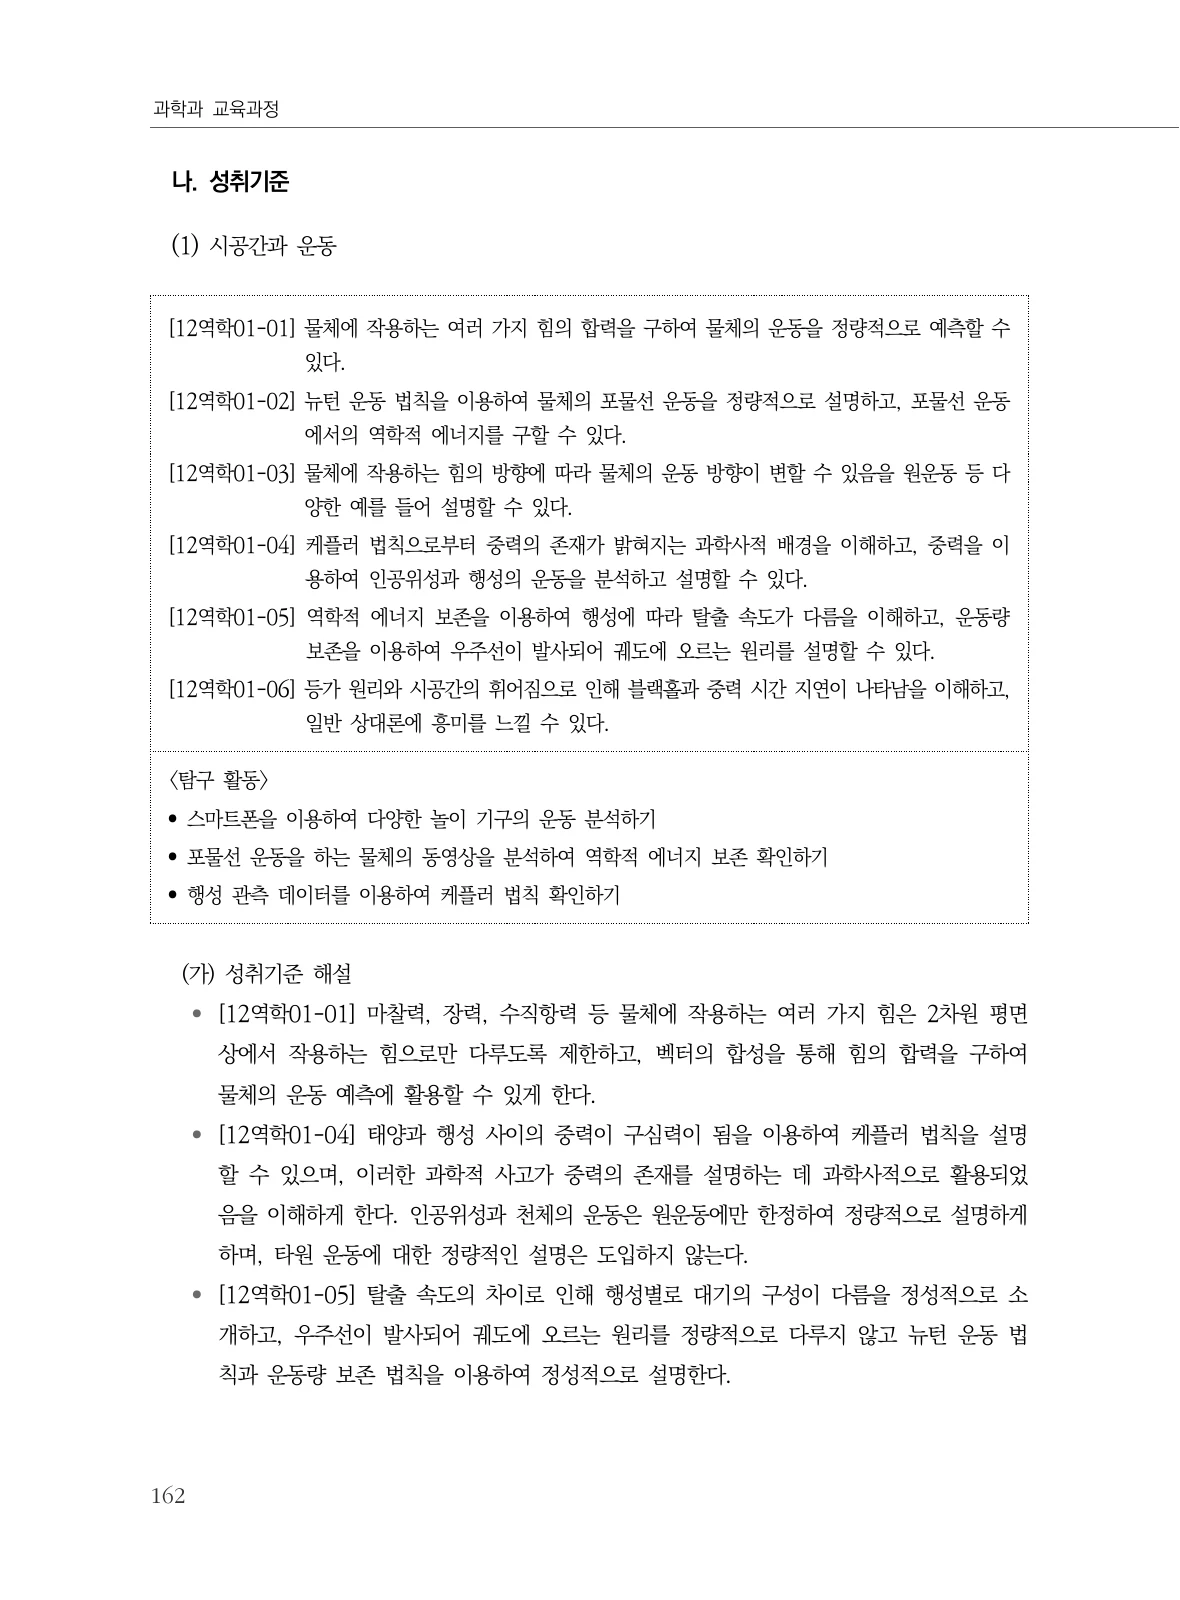 과학과 교육과정
나. 성취기준
(1) 시공간과 운동
[12역학01-01] 물체에 작용하는 여러 가지 힘의 합력을 구하여 물체의 운동을 정량적으로 예측할 수
있다.
[12역학01-02] 뉴턴 운동 법칙을 이용하여 물체의 포물선 운동을 정량적으로 설명하고, 포물선 운동
에서의 역학적 에너지를 구할 수 있다.
[12역학01-03] 물체에 작용하는 힘의 방향에 따라 물체의 운동 방향이 변할 수 있음을 원운동 등 다
양한 예를 들어 설명할 수 있다.
[12역학01-04] 케플러 법칙으로부터 중력의 존재가 밝혀지는 과학사적 배경을 이해하고, 중력을 이
용하여 인공위성과 행성의 운동을 분석하고 설명할 수 있다.
[12역학01-05] 역학적 에너지 보존을 이용하여 행성에 따라 탈출 속도가 다름을 이해하고, 운동량
보존을 이용하여 우주선이 발사되어 궤도에 오르는 원리를 설명할 수 있다.
[12역학01-06] 등가 원리와 시공간의 휘어짐으로 인해 블랙홀과 중력 시간 지연이 나타남을 이해하고,
일반 상대론에 흥미를 느낄 수 있다.
〈탐구 활동〉
• 스마트폰을 이용하여 다양한 놀이 기구의 운동 분석하기
• 포물선 운동을 하는 물체의 동영상을 분석하여 역학적 에너지 보존 확인하기
• 행성 관측 데이터를 이용하여 케플러 법칙 확인하기
(가) 성취기준 해설
• [12역학01-01] 마찰력, 장력, 수직항력 등 물체에 작용하는 여러 가지 힘은 2차원 평면
상에서 작용하는 힘으로만 다루도록 제한하고, 벡터의 합성을 통해 힘의 합력을 구하여
물체의 운동 예측에 활용할 수 있게 한다.
• [12역학01-04] 태양과 행성 사이의 중력이 구심력이 됨을 이용하여 케플러 법칙을 설명
할 수 있으며, 이러한 과학적 사고가 중력의 존재를 설명하는 데 과학사적으로 활용되었
음을 이해하게 한다. 인공위성과 천체의 운동은 원운동에만 한정하여 정량적으로 설명하게
하며, 타원 운동에 대한 정량적인 설명은 도입하지 않는다.
• [12역학01-05] 탈출 속도의 차이로 인해 행성별로 대기의 구성이 다름을 정성적으로 소
개하고, 우주선이 발사되어 궤도에 오르는 원리를 정량적으로 다루지 않고 뉴턴 운동 법
칙과 운동량 보존 법칙을 이용하여 정성적으로 설명한다.
162